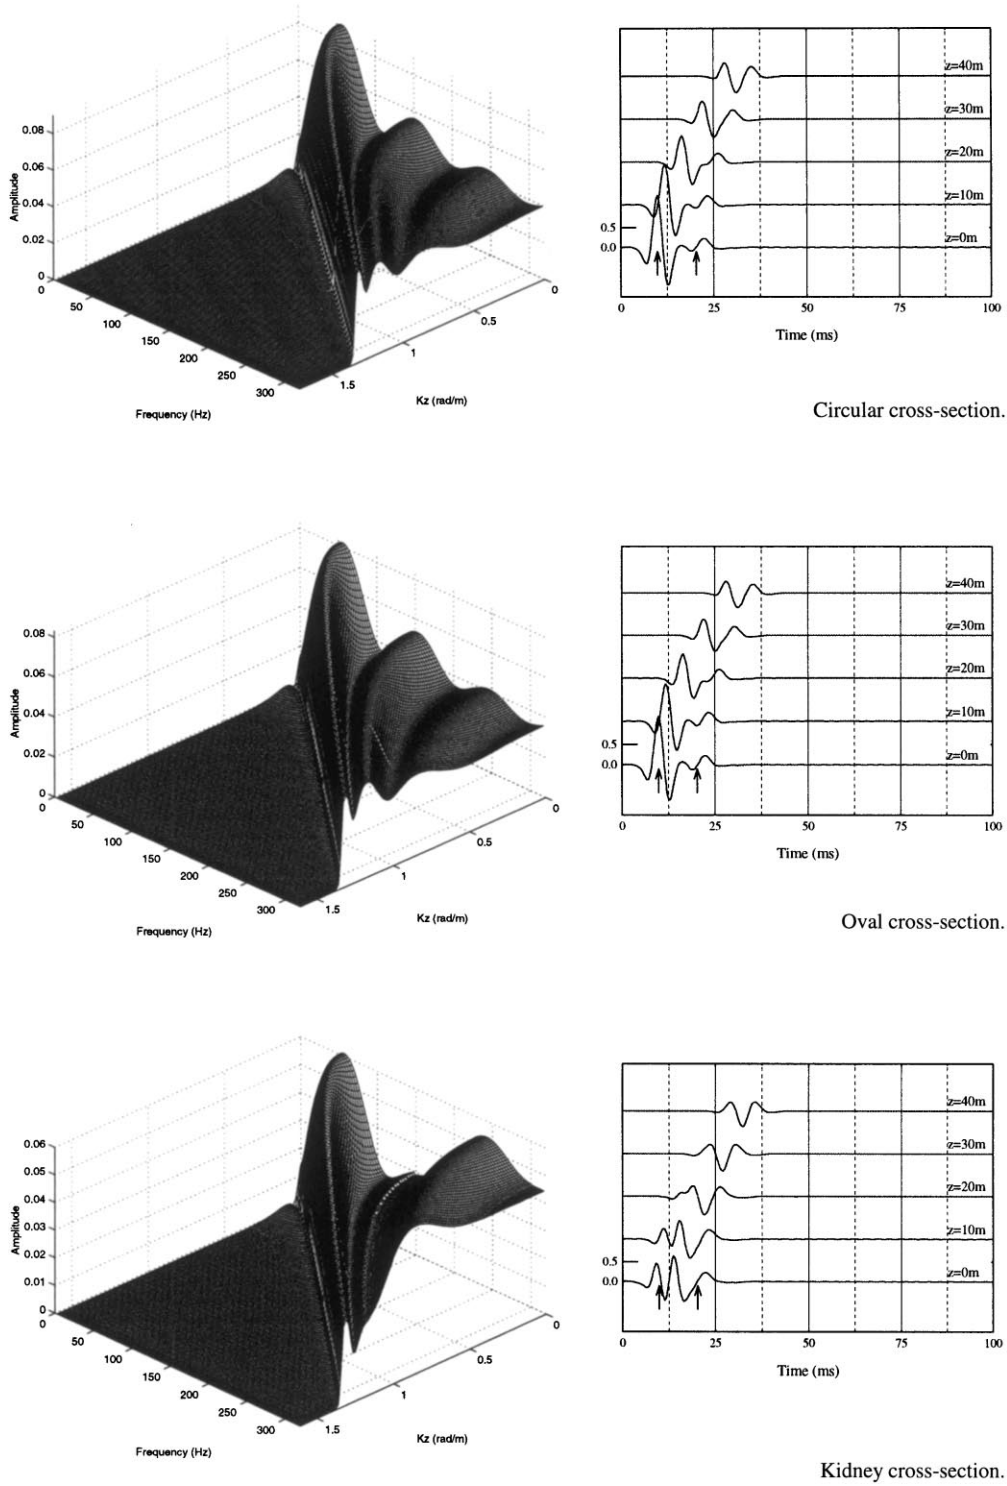 0.08
0.06
0.04
0.02
0
Amplitude
0
50
100
150
200
250
300
Frequency (Hz)
0
0.5
1
1.5
Kz (rad/m)
z=40m
z=30m
z=20m
z=10m
z=0m
0.5
0.0
0 25 50 75 100
Time (ms)
Circular cross-section.
0.08
0.06
0.04
0.02
0
Amplitude
0
50
100
150
200
250
300
Frequency (Hz)
0
0.5
1
1.5
Kz (rad/m)
z=40m
z=30m
z=20m
z=10m
z=0m
0.5
0.0
0 25 50 75 100
Time (ms)
Oval cross-section.
0.06
0.05
0.04
0.03
0.02
0.01
0
Amplitude
0
50
100
150
200
250
300
Frequency (Hz)
0
0.5
1
1.5
Kz (rad/m)
z=40m
z=30m
z=20m
z=10m
z=0m
0.5
0.0
0 25 50 75 100
Time (ms)
Kidney cross-section.